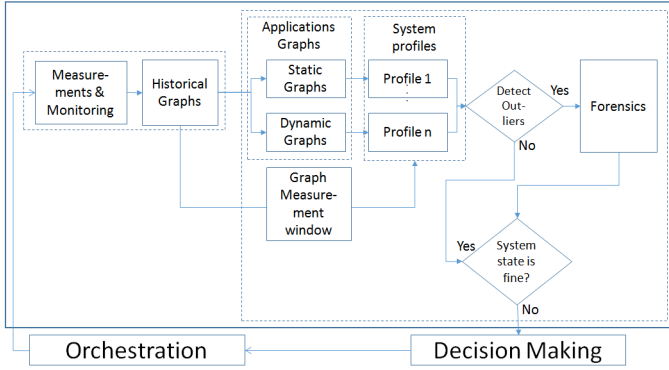 Applications
Graphs
System
profiles
Measure-
ments &
Monitoring
Historical
Graphs
Static
Graphs
Dynamic
Graphs
Profile 1
:
Profile n
Detect
Out-
liers
Yes
No
Forensics
Graph
Measure-
ment
window
Yes
System
state is
fine?
No
Orchestration
Decision Making